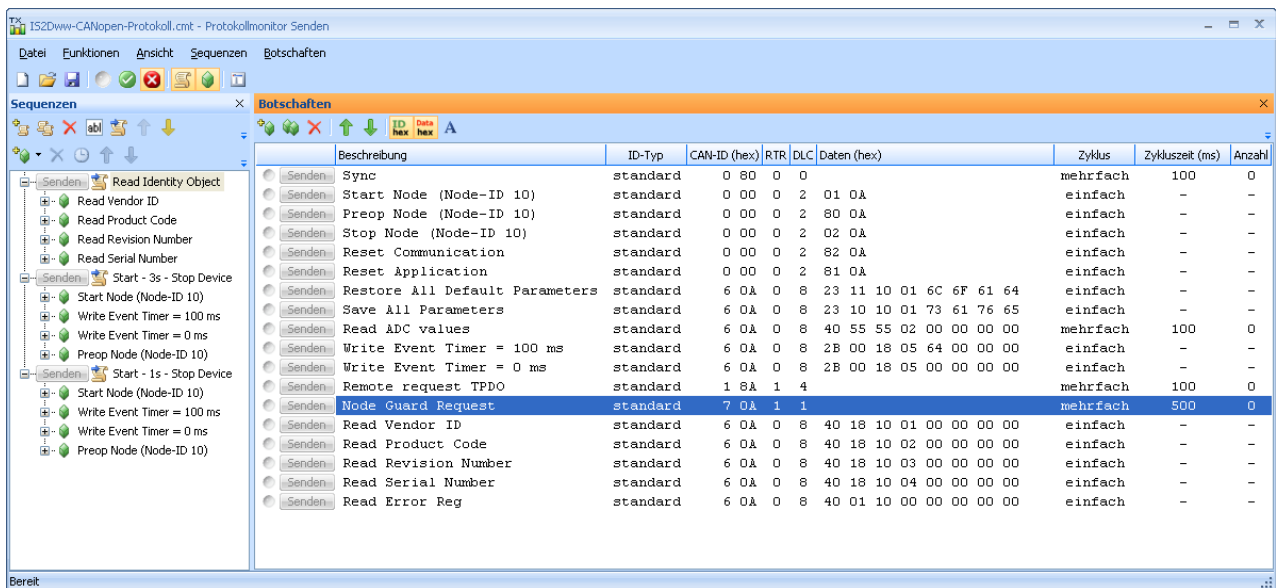 IS2Dww-CANopen-Protokoll.cmt - Protokollmonitor Senden
Datei Funktionen Ansicht Sequenzen Botschaften
Sequenzen
abl
Senden Read Identity Object
Read Vendor ID
Read Product Code
Read Revision Number
Read Serial Number
Senden Start - 3s - Stop Device
Start Node (Node-ID 10)
Write Event Timer = 100 ms
Write Event Timer = 0 ms
Preop Node (Node-ID 10)
Senden Start - 1s - Stop Device
Start Node (Node-ID 10)
Write Event Timer = 100 ms
Write Event Timer = 0 ms
Preop Node (Node-ID 10)
Botschaften
ID hex Data hex A
Beschreibung ID-Typ CAN-ID (hex) RTR DLC Daten (hex) Zyklus Zykluszeit (ms) Anzahl
Senden Sync standard 0 80 0 0 mehrfach 100 0
Senden Start Node (Node-ID 10) standard 0 00 0 2 01 0A einfach - -
Senden Preop Node (Node-ID 10) standard 0 00 0 2 80 0A einfach - -
Senden Stop Node (Node-ID 10) standard 0 00 0 2 02 0A einfach - -
Senden Reset Communication standard 0 00 0 2 82 0A einfach - -
Senden Reset Application standard 0 00 0 2 81 0A einfach - -
Senden Restore All Default Parameters standard 6 0A 0 8 23 11 10 01 6C 6F 61 64 einfach - -
Senden Save All Parameters standard 6 0A 0 8 23 10 10 01 73 61 76 65 einfach - -
Senden Read ADC values standard 6 0A 0 8 40 55 55 02 00 00 00 00 mehrfach 100 0
Senden Write Event Timer = 100 ms standard 6 0A 0 8 2B 00 18 05 64 00 00 00 einfach - -
Senden Write Event Timer = 0 ms standard 6 0A 0 8 2B 00 18 05 00 00 00 00 einfach - -
Senden Remote request TPDO standard 1 8A 1 4 mehrfach 100 0
Senden Node Guard Request standard 7 0A 1 1 mehrfach 500 0
Senden Read Vendor ID standard 6 0A 0 8 40 18 10 01 00 00 00 00 einfach - -
Senden Read Product Code standard 6 0A 0 8 40 18 10 02 00 00 00 00 einfach - -
Senden Read Revision Number standard 6 0A 0 8 40 18 10 03 00 00 00 00 einfach - -
Senden Read Serial Number standard 6 0A 0 8 40 18 10 04 00 00 00 00 einfach - -
Senden Read Error Reg standard 6 0A 0 8 40 01 10 00 00 00 00 00 einfach - -
Bereit